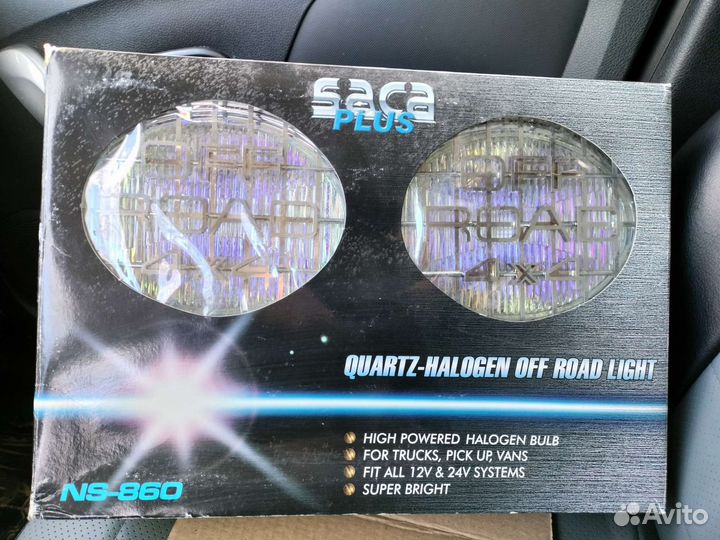 saca
PLUS
OFF
ROAD
4x4
OFF
ROAD
4x4
QUARTZ-HALOGEN OFF ROAD LIGHT
HIGH POWERED HALOGEN BULB
FOR TRUCKS, PICK UP, VANS
FIT ALL 12V & 24V SYSTEMS
SUPER BRIGHT
NS-860
Avito